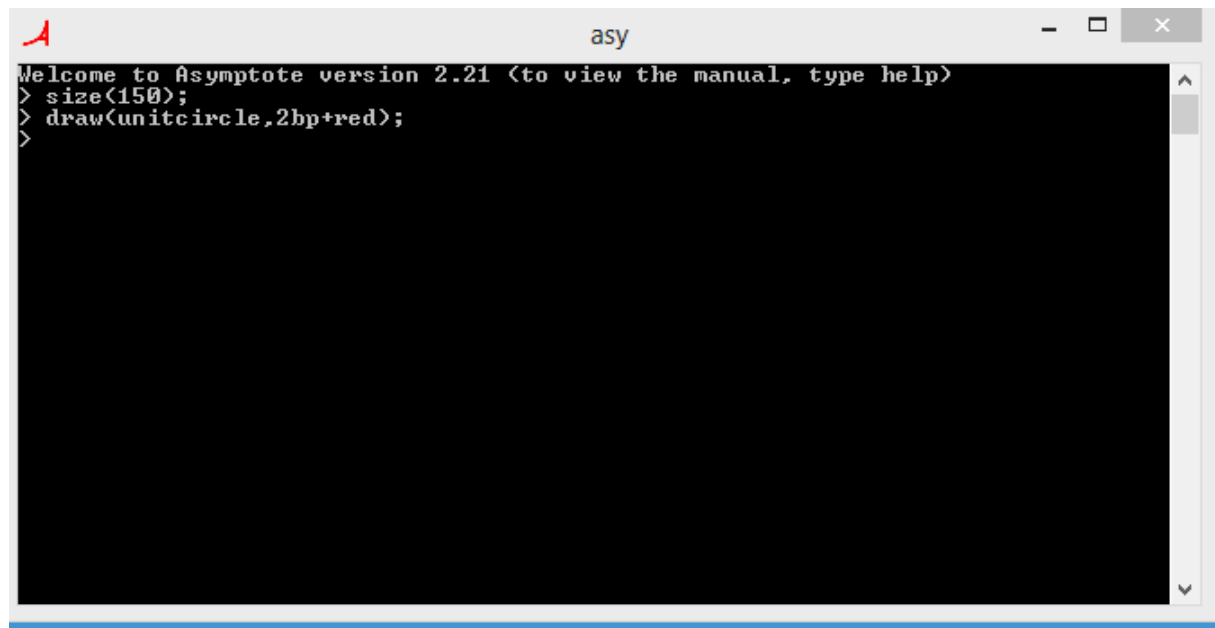 asy
Welcome to Asymptote version 2.21 (to view the manual, type help)
> size(150);
> draw(unitcircle,2bp+red);
>